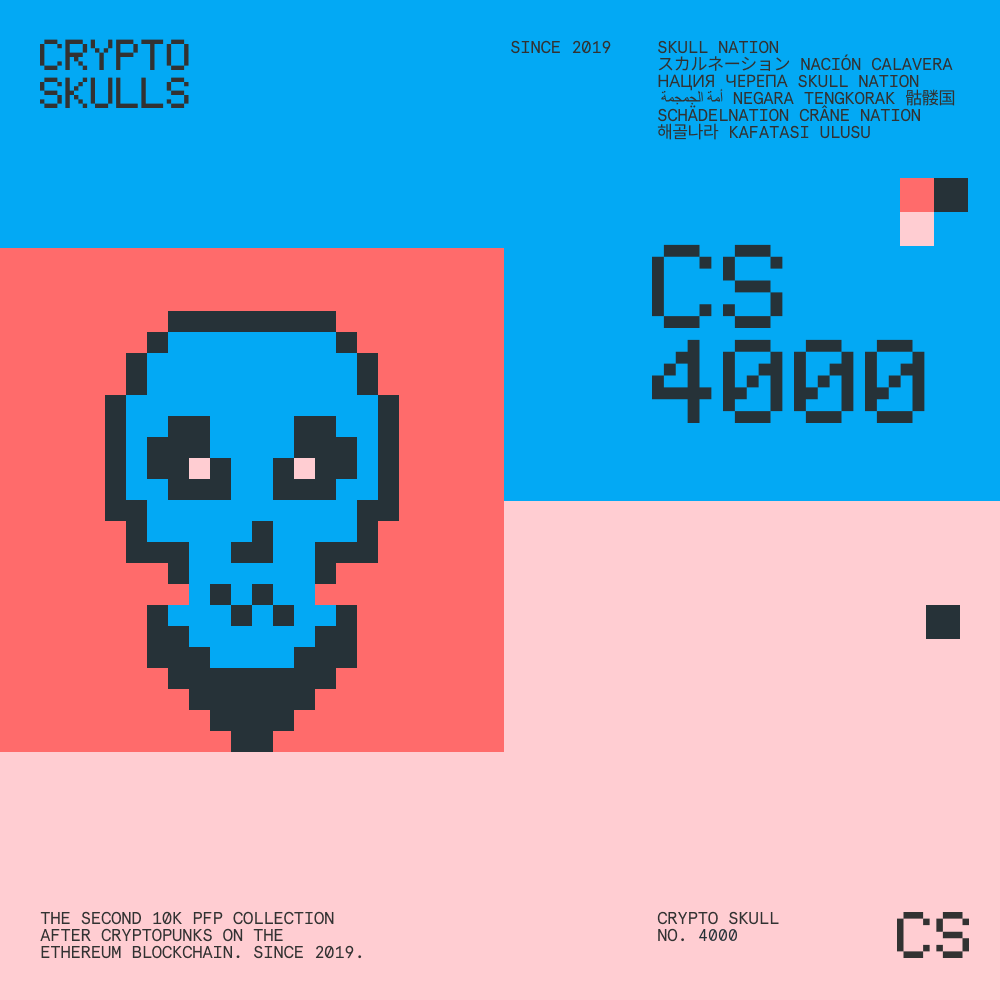 CRYPTO
SKULLS
SINCE 2019
SKULL NATION
スカルネーション NACIÓN CALAVERA
НАЦИЯ ЧЕРЕПА SKULL NATION
أمة الجمجمة NEGARA TENGKORAK 骷髅国
SCHÄDELNATION CRÂNE NATION
해골나라 KAFATASI ULUSU
CS
4000
THE SECOND 10K PFP COLLECTION
AFTER CRYPTOPUNKS ON THE
ETHEREUM BLOCKCHAIN. SINCE 2019.
CRYPTO SKULL
NO. 4000
CS